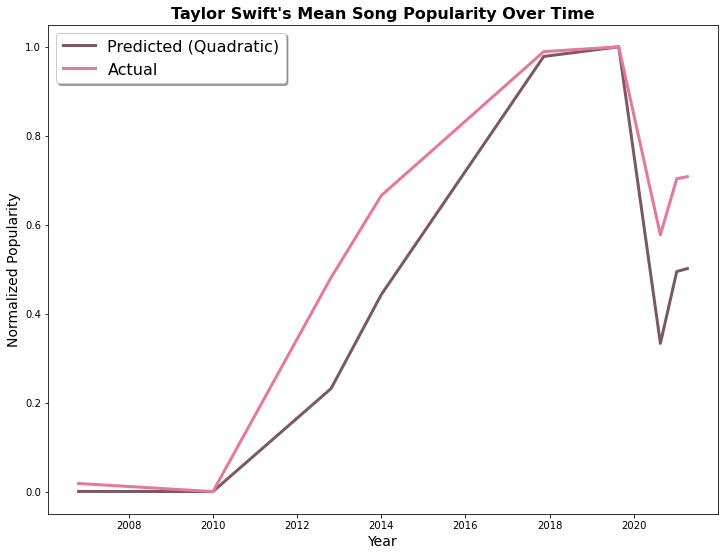 Taylor Swift's Mean Song Popularity Over Time
Predicted (Quadratic)
Actual
1.0
0.8
0.6
0.4
0.2
0.0
Normalized Popularity
2008 2010 2012 2014 2016 2018 2020
Year